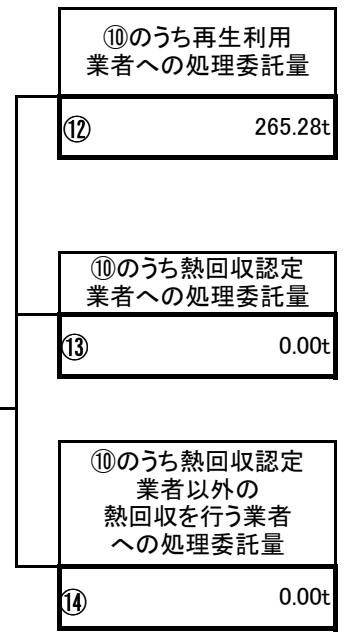 ⑩のうち再生利用
業者への処理委託量
⑫ 265.28t
⑩のうち熱回収認定
業者への処理委託量
⑬ 0.00t
⑩のうち熱回収認定
業者以外の
熱回収を行う業者
への処理委託量
⑭ 0.00t